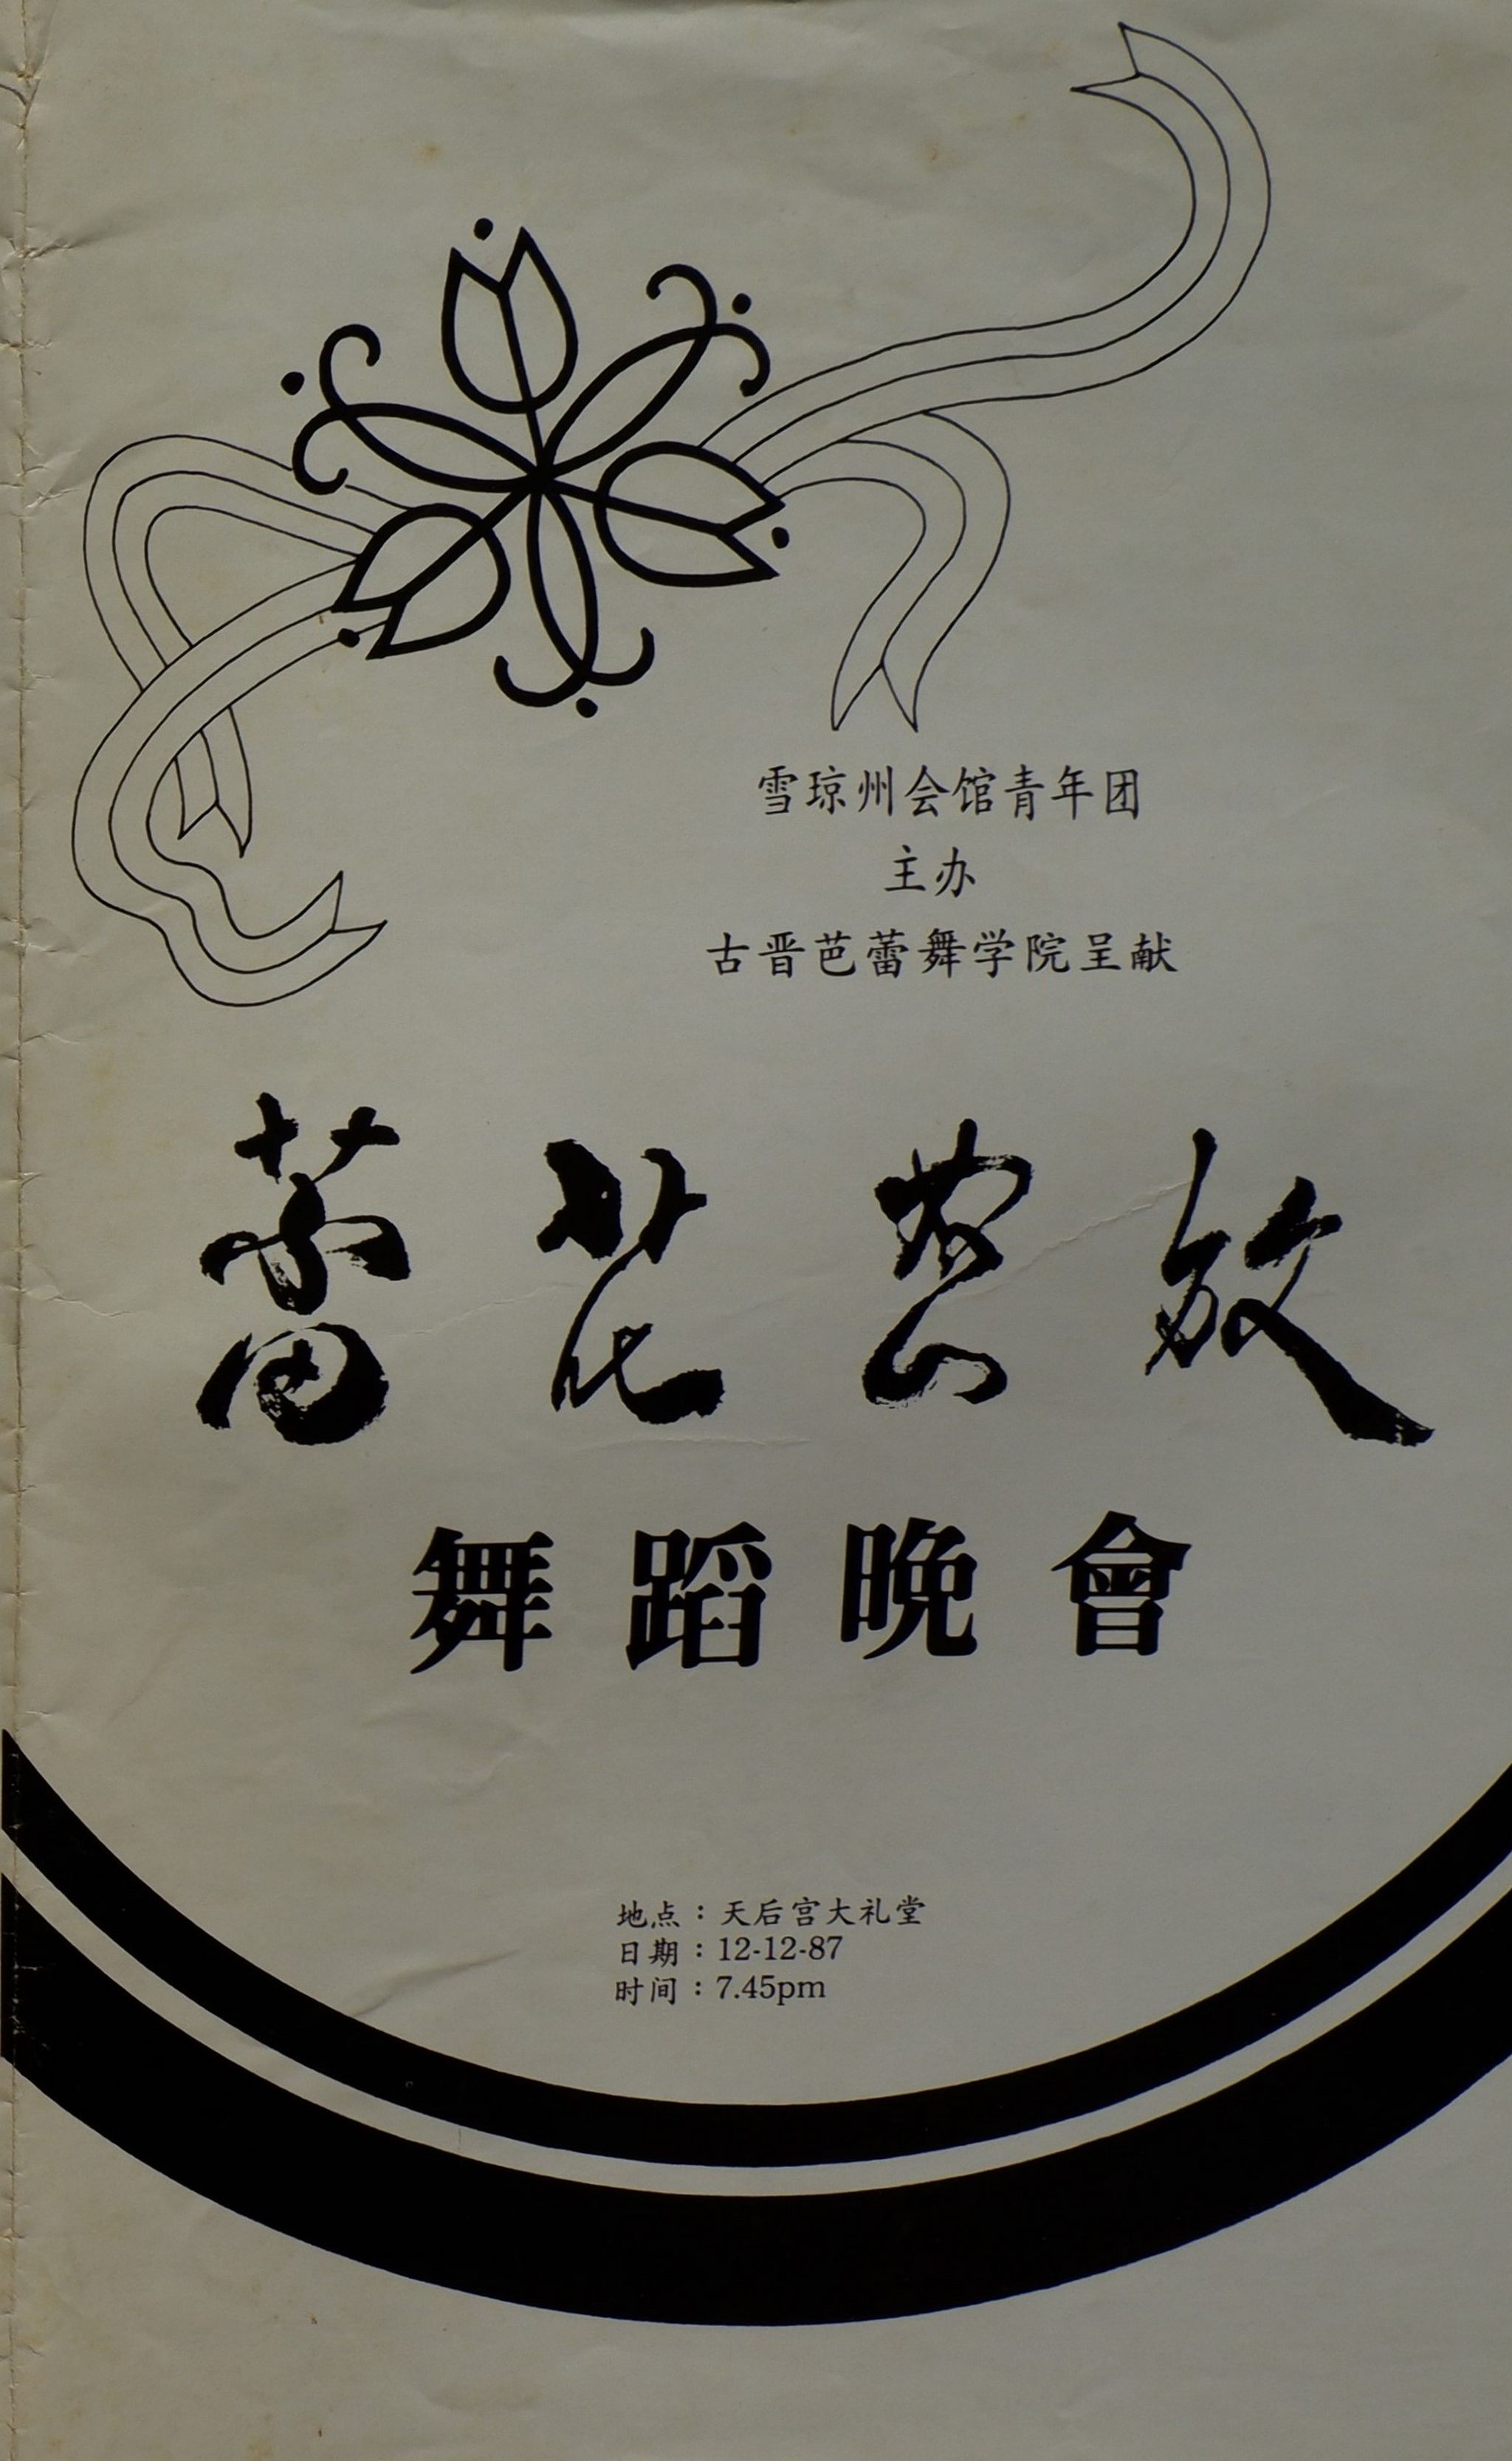 雪琼州会馆青年团
主办
古晋芭蕾舞学院呈献
蕾花怒放
舞蹈晚會
地点：天后宫大礼堂
日期：12-12-87
时间：7.45pm